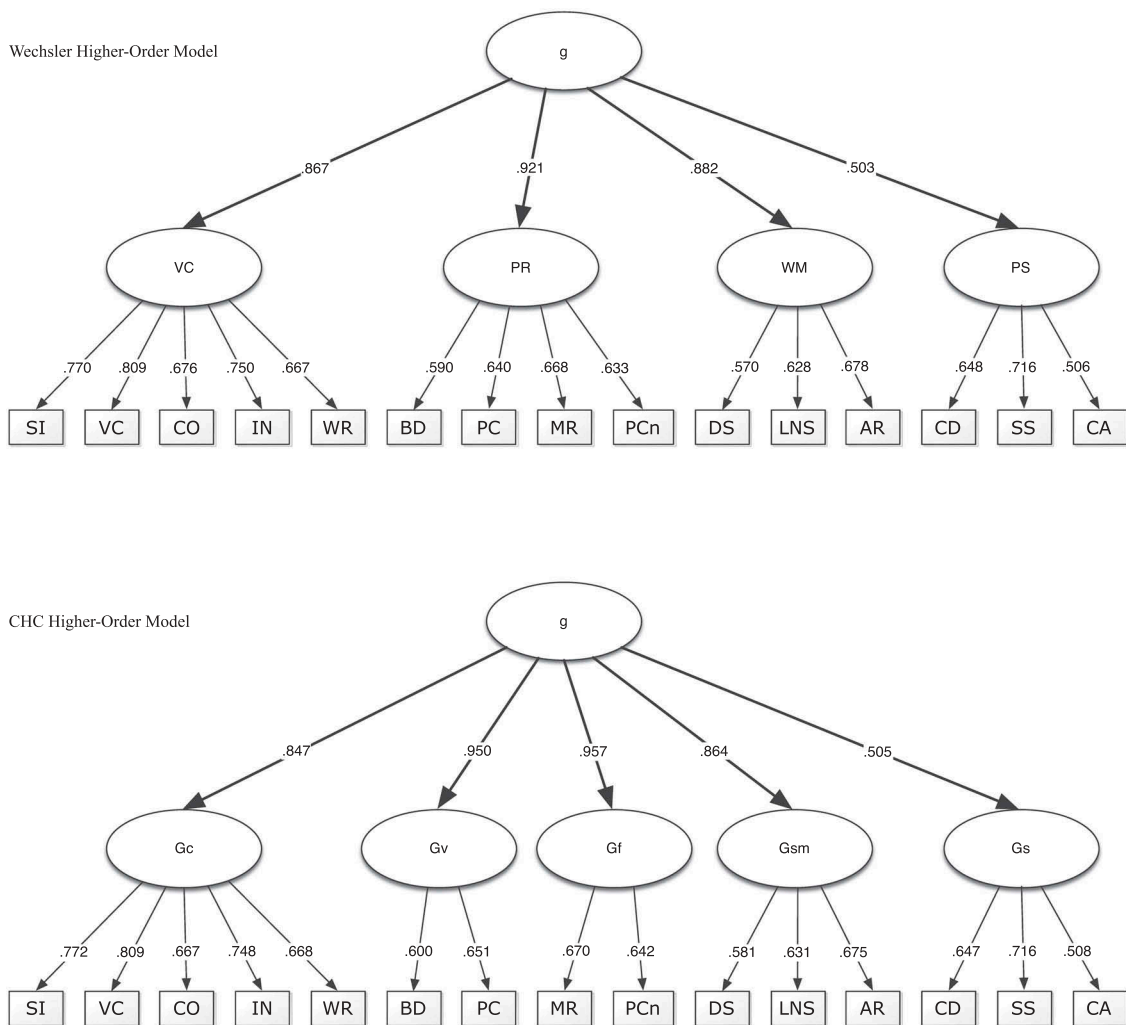 Wechsler Higher-Order Model
g
.867 .921 .882 .503
VC PR WM PS
.770 .809 .676 .750 .667 .590 .640 .668 .633 .570 .628 .678 .648 .716 .506
SI VC CO IN WR BD PC MR PCn DS LNS AR CD SS CA
CHC Higher-Order Model
g
.847 .950 .957 .864 .505
Gc Gv Gf Gsm Gs
.772 .809 .667 .748 .668 .600 .651 .670 .642 .581 .631 .675 .647 .716 .508
SI VC CO IN WR BD PC MR PCn DS LNS AR CD SS CA